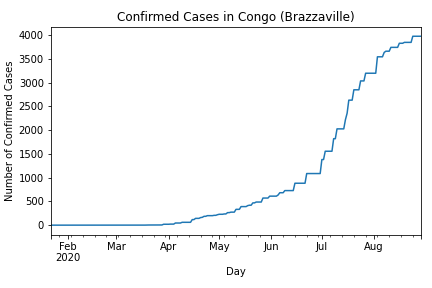 Confirmed Cases in Congo (Brazzaville)
Number of Confirmed Cases
4000
3500
3000
2500
2000
1500
1000
500
0
Feb Mar Apr May Jun Jul Aug
2020
Day